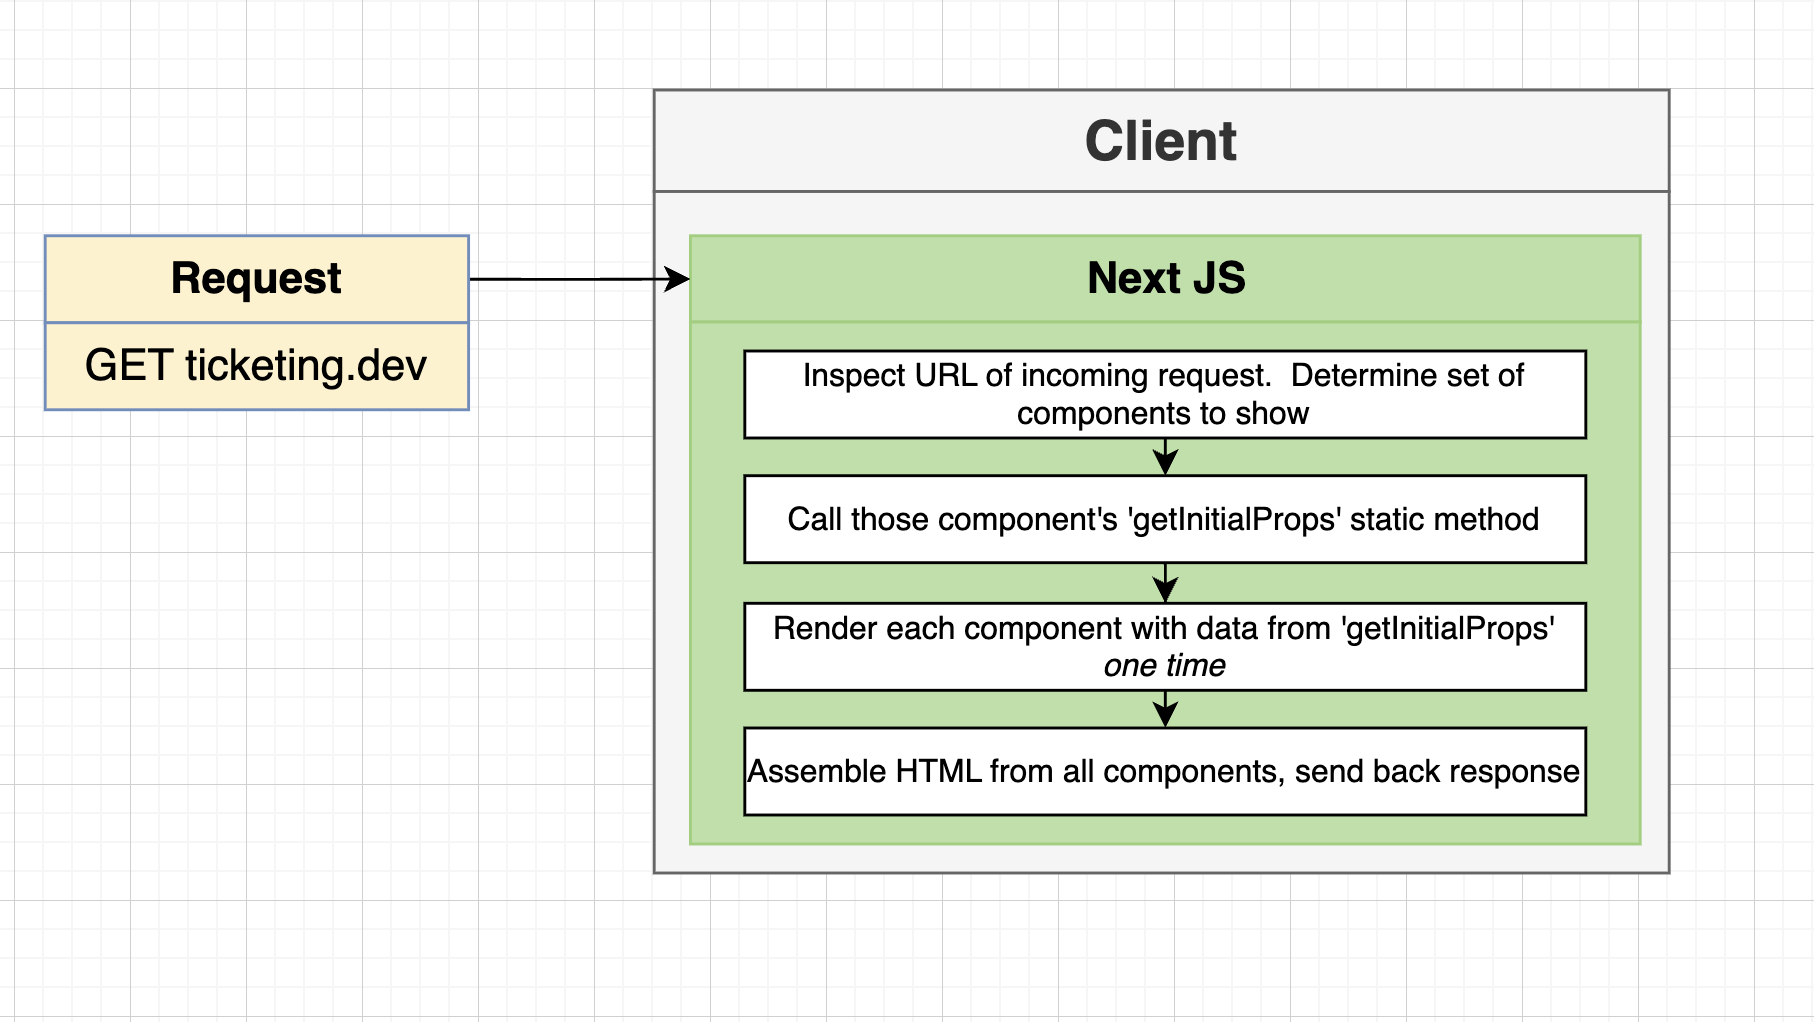 Client
Request
GET ticketing.dev
Next JS
Inspect URL of incoming request.  Determine set of
components to show
Call those component's 'getInitialProps' static method
Render each component with data from 'getInitialProps'
one time
Assemble HTML from all components, send back response